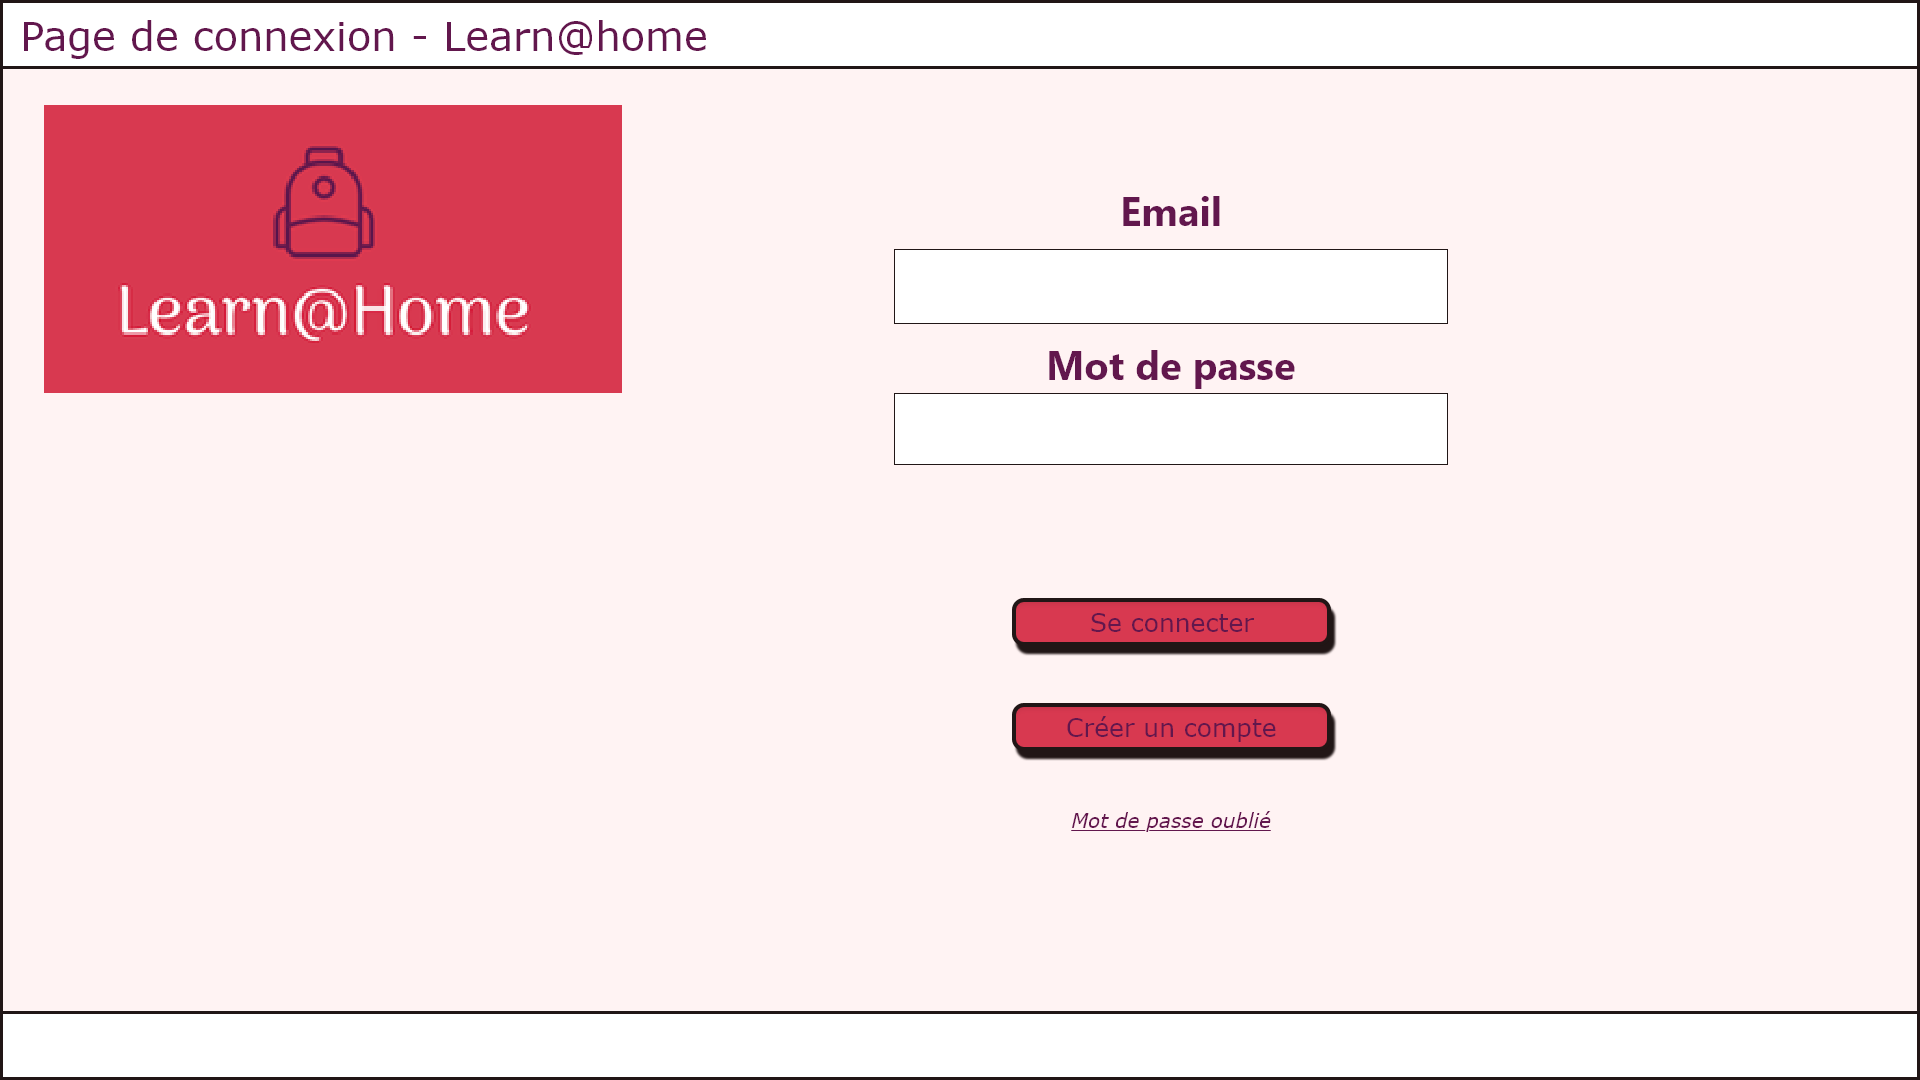 Page de connexion - Learn@home
Learn@Home
Email
Mot de passe
Se connecter
Créer un compte
Mot de passe oublié